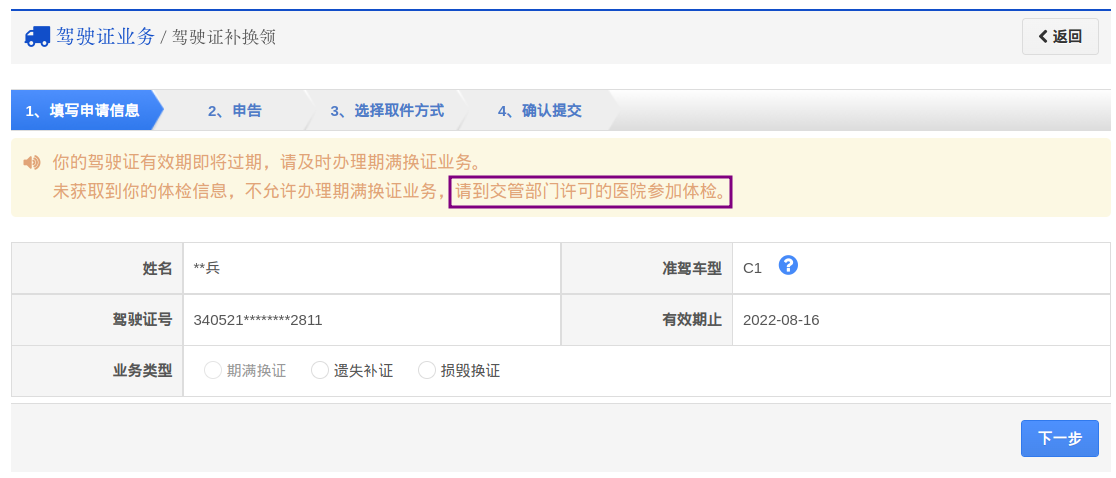 驾驶证业务 / 驾驶证补换领
返回
1、填写申请信息
2、申告
3、选择取件方式
4、确认提交
你的驾驶证有效期即将过期，请及时办理期满换证业务。
未获取到你的体检信息，不允许办理期满换证业务，请到交管部门许可的医院参加体检。
姓名 **兵 准驾车型 C1
驾驶证号 340521********2811 有效期止 2022-08-16
业务类型 期满换证 遗失补证 损毁换证
下一步